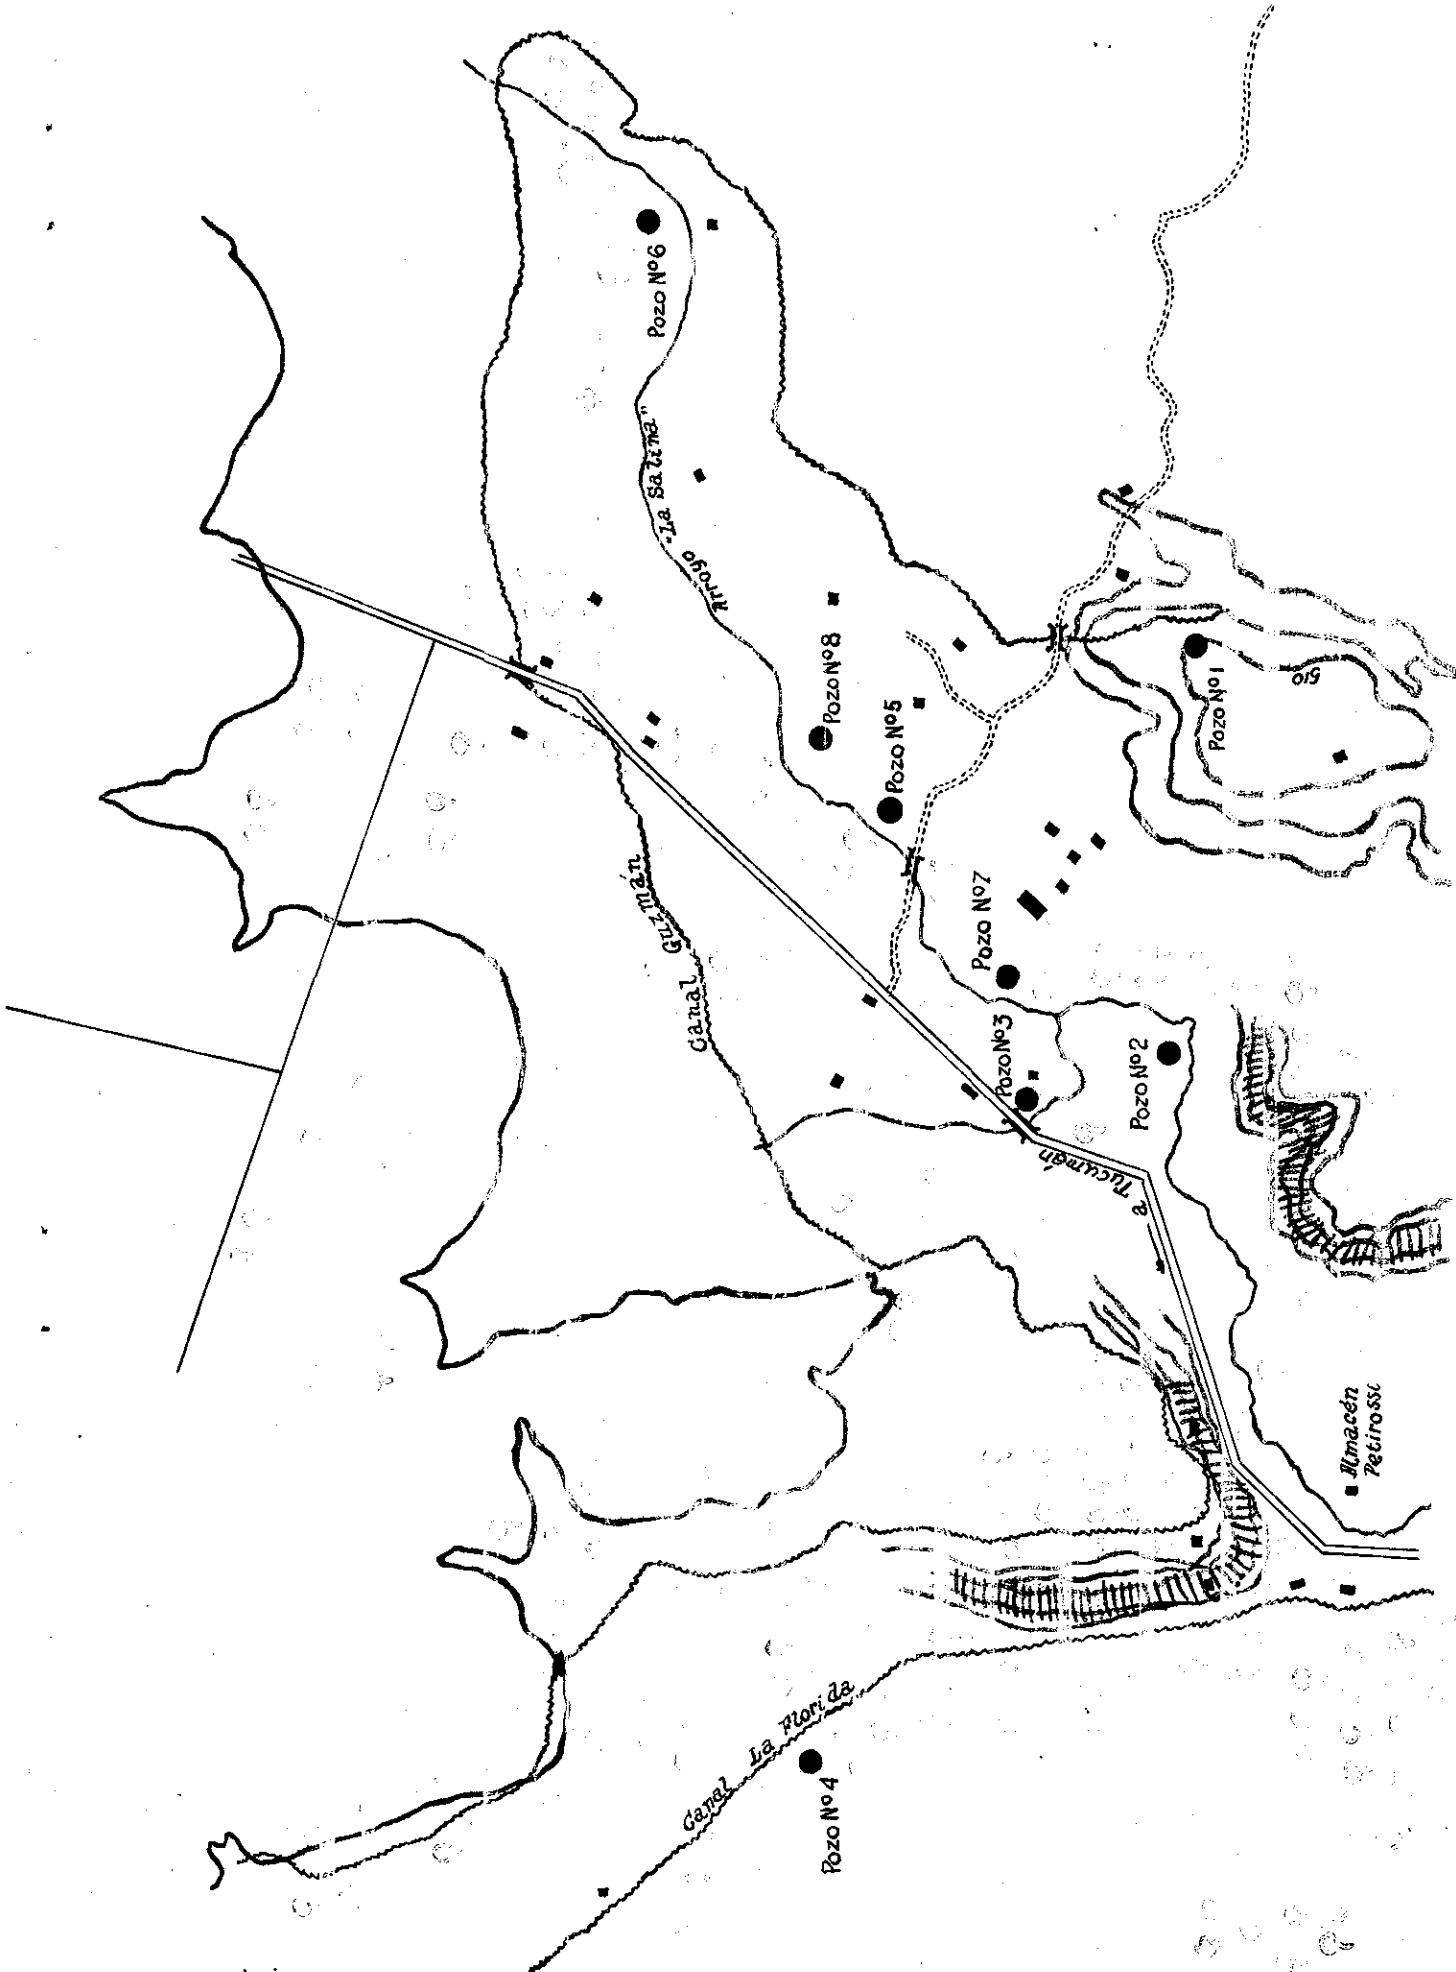 Pozo Nº6
Arroyo "La Salina"
Pozo Nº8
Pozo Nº5
Pozo Nº1
510
Canal Guzmán
Pozo Nº7
Pozo Nº3
Pozo Nº2
a Tucumán
Almacén
Petirossi
Canal La Florida
Pozo Nº4